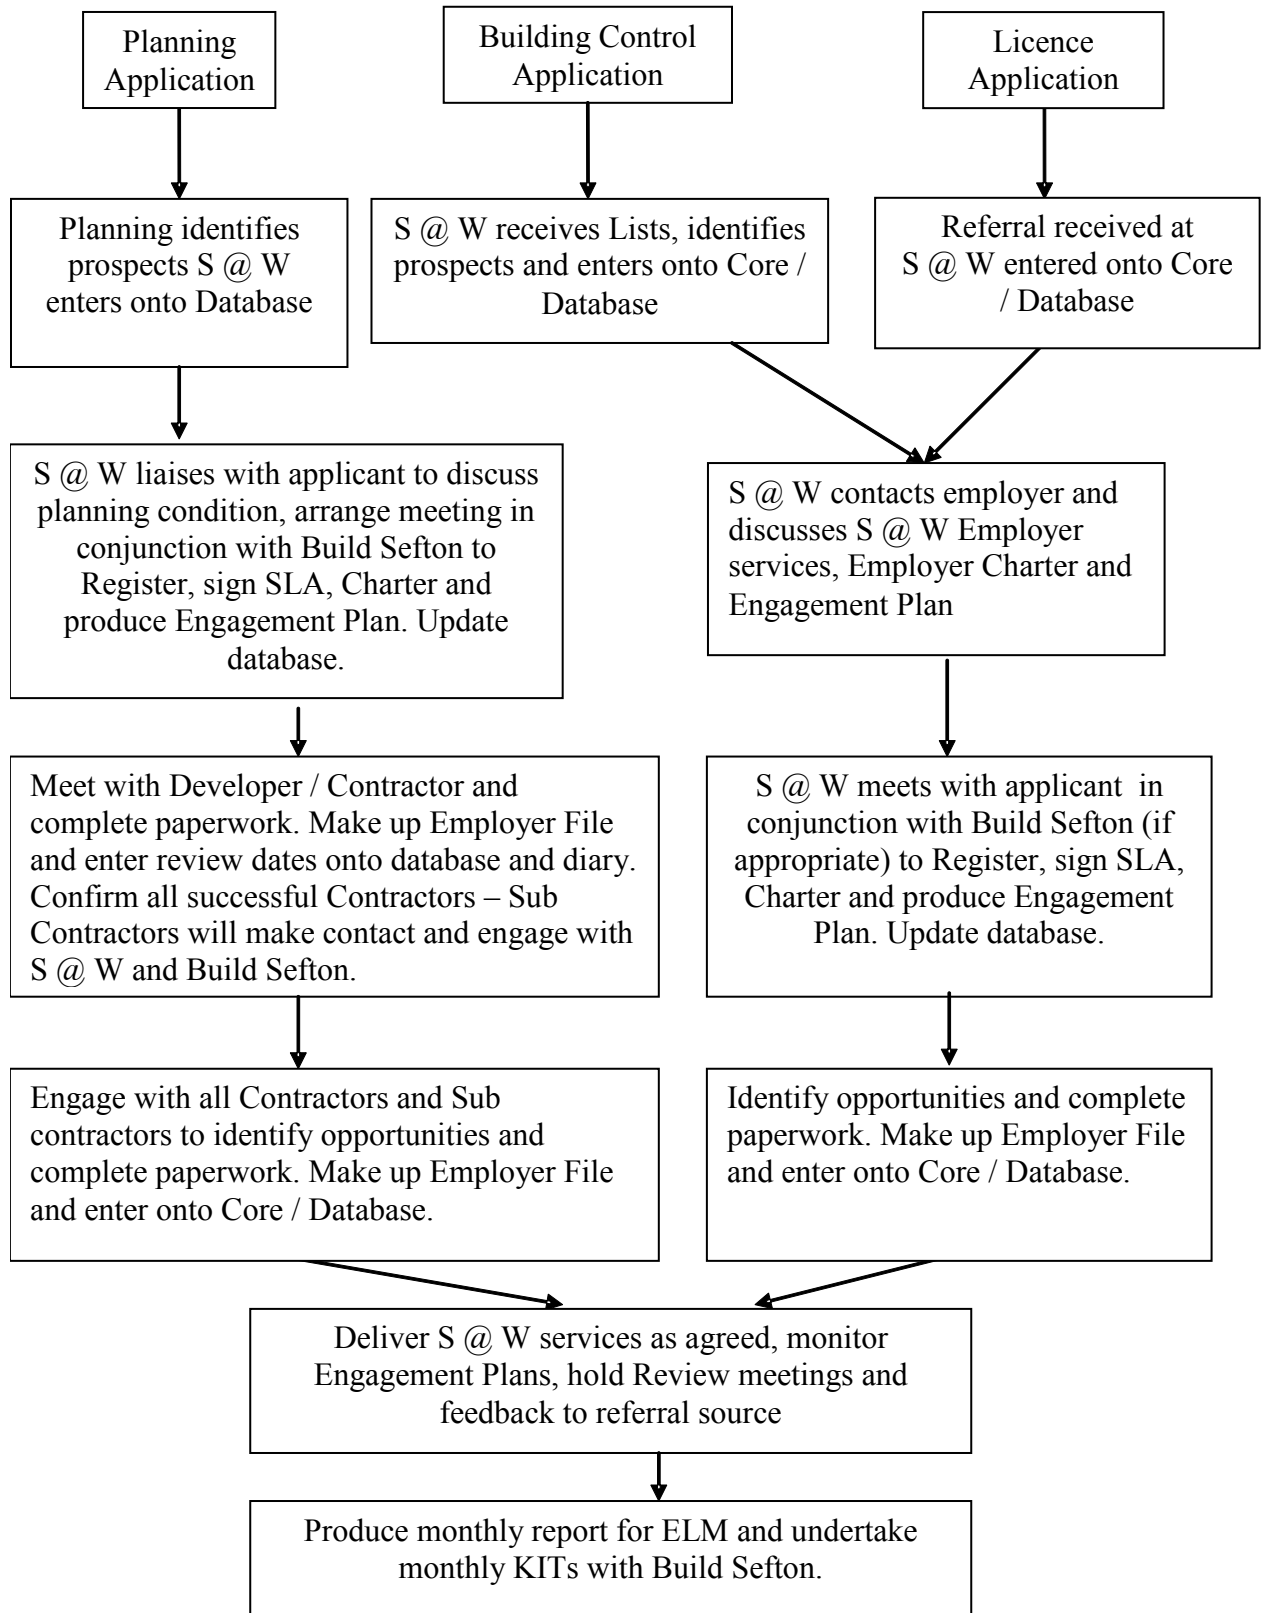 Planning
Application
Building Control
Application
Licence
Application
Planning identifies
prospects S @ W
enters onto Database
S @ W receives Lists, identifies
prospects and enters onto Core /
Database
Referral received at
S @ W entered onto Core
/ Database
S @ W liaises with applicant to discuss
planning condition, arrange meeting in
conjunction with Build Sefton to
Register, sign SLA, Charter and
produce Engagement Plan. Update
database.
S @ W contacts employer and
discusses S @ W Employer
services, Employer Charter and
Engagement Plan
Meet with Developer / Contractor and
complete paperwork. Make up Employer File
and enter review dates onto database and diary.
Confirm all successful Contractors – Sub
Contractors will make contact and engage with
S @ W and Build Sefton.
S @ W meets with applicant in
conjunction with Build Sefton (if
appropriate) to Register, sign SLA,
Charter and produce Engagement
Plan. Update database.
Engage with all Contractors and Sub
contractors to identify opportunities and
complete paperwork. Make up Employer File
and enter onto Core / Database.
Identify opportunities and complete
paperwork. Make up Employer File
and enter onto Core / Database.
Deliver S @ W services as agreed, monitor
Engagement Plans, hold Review meetings and
feedback to referral source
Produce monthly report for ELM and undertake
monthly KITs with Build Sefton.